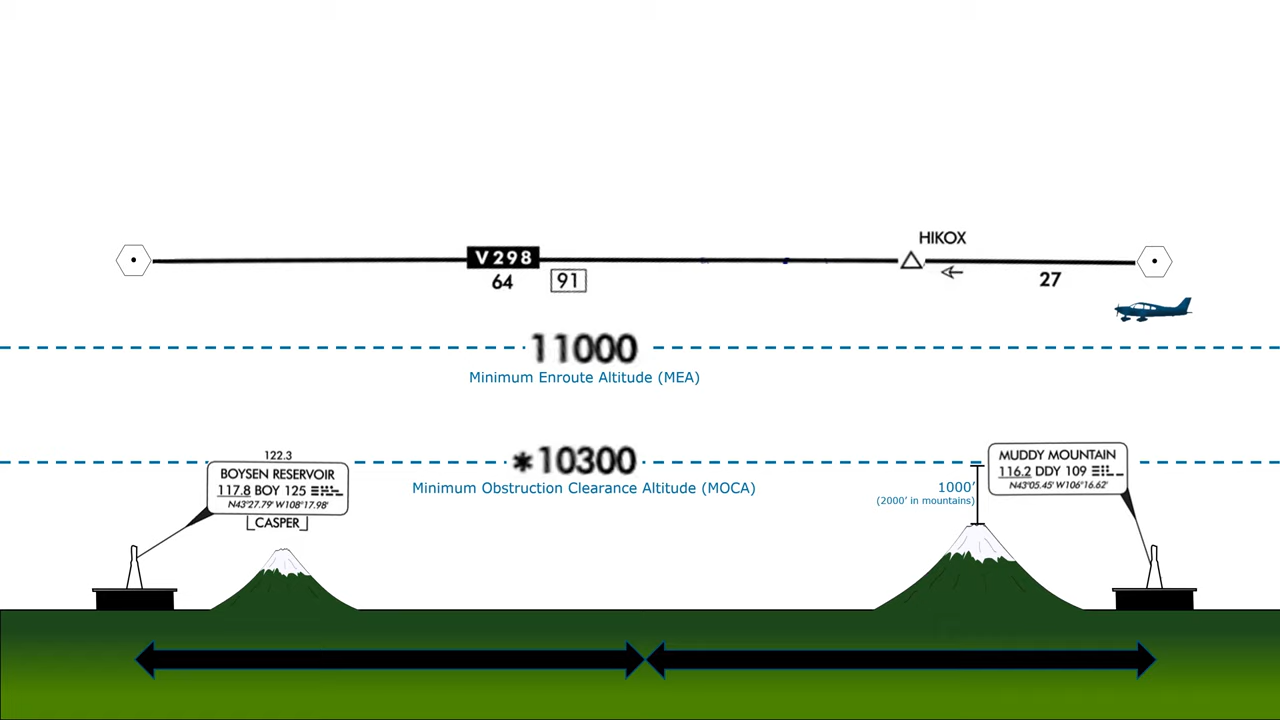 HIKOX
V298
64
91
27
11000
Minimum Enroute Altitude (MEA)
122.3
BOYSEN RESERVOIR
117.8 BOY 125
N43°27.79' W108°17.98'
CASPER
*10300
Minimum Obstruction Clearance Altitude (MOCA)
1000'
(2000' in mountains)
MUDDY MOUNTAIN
116.2 DDY 109
N43°05.45' W106°16.62'